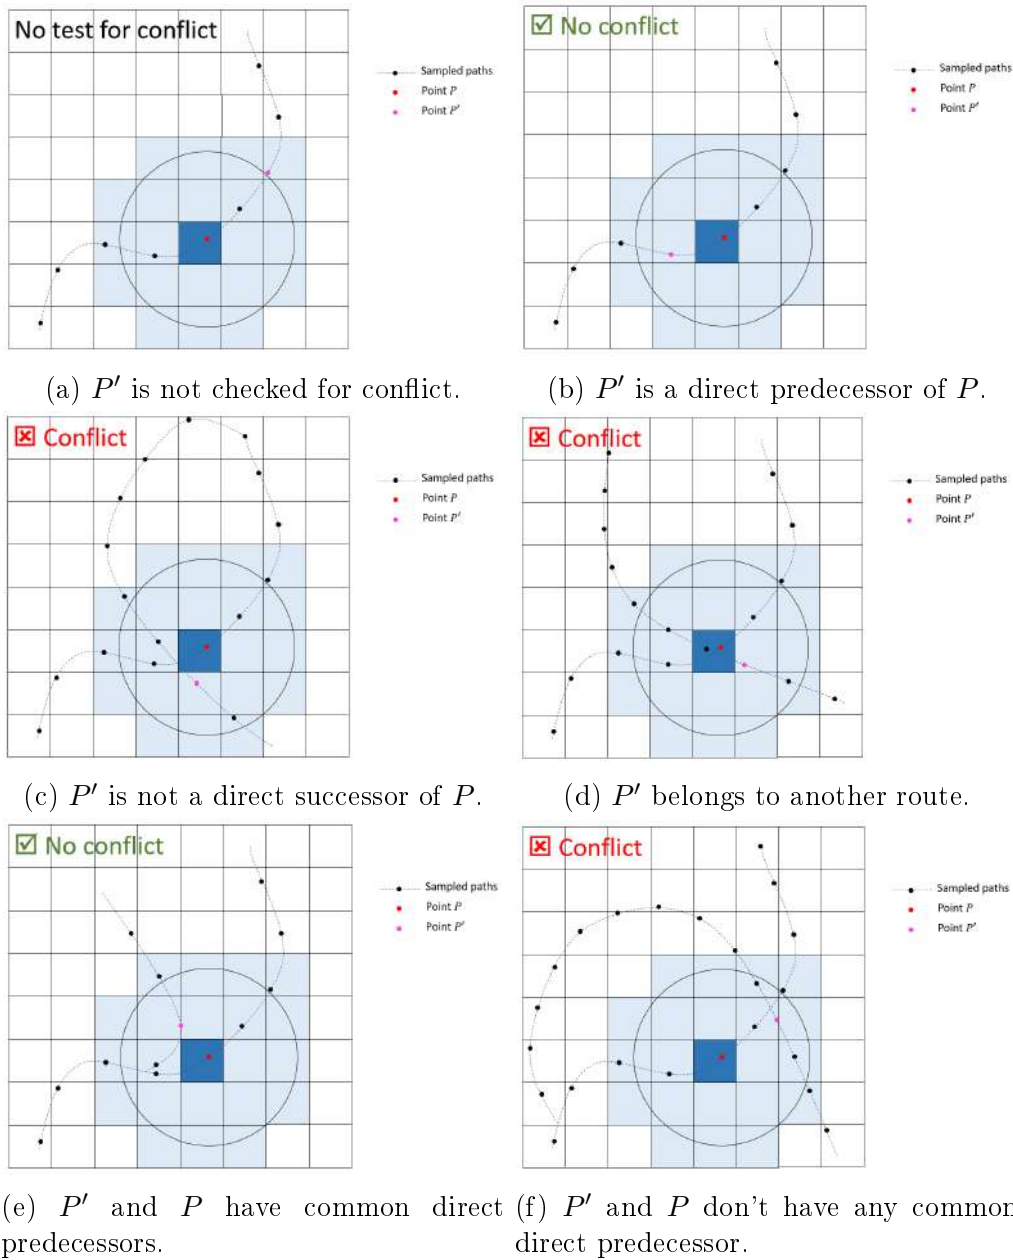 No test for conflict
Sampled paths
Point P
Point P'
☑ No conflict
Sampled paths
Point P
Point P'
(a) P′ is not checked for conflict.
(b) P′ is a direct predecessor of P.
☒ Conflict
Sampled paths
Point P
Point P'
☒ Conflict
Sampled paths
Point P
Point P'
(c) P′ is not a direct successor of P.
(d) P′ belongs to another route.
☑ No conflict
Sampled paths
Point P
Point P'
☒ Conflict
Sampled paths
Point P
Point P'
(e) P′ and P have common direct
predecessors.
(f) P′ and P don't have any common
direct predecessor.